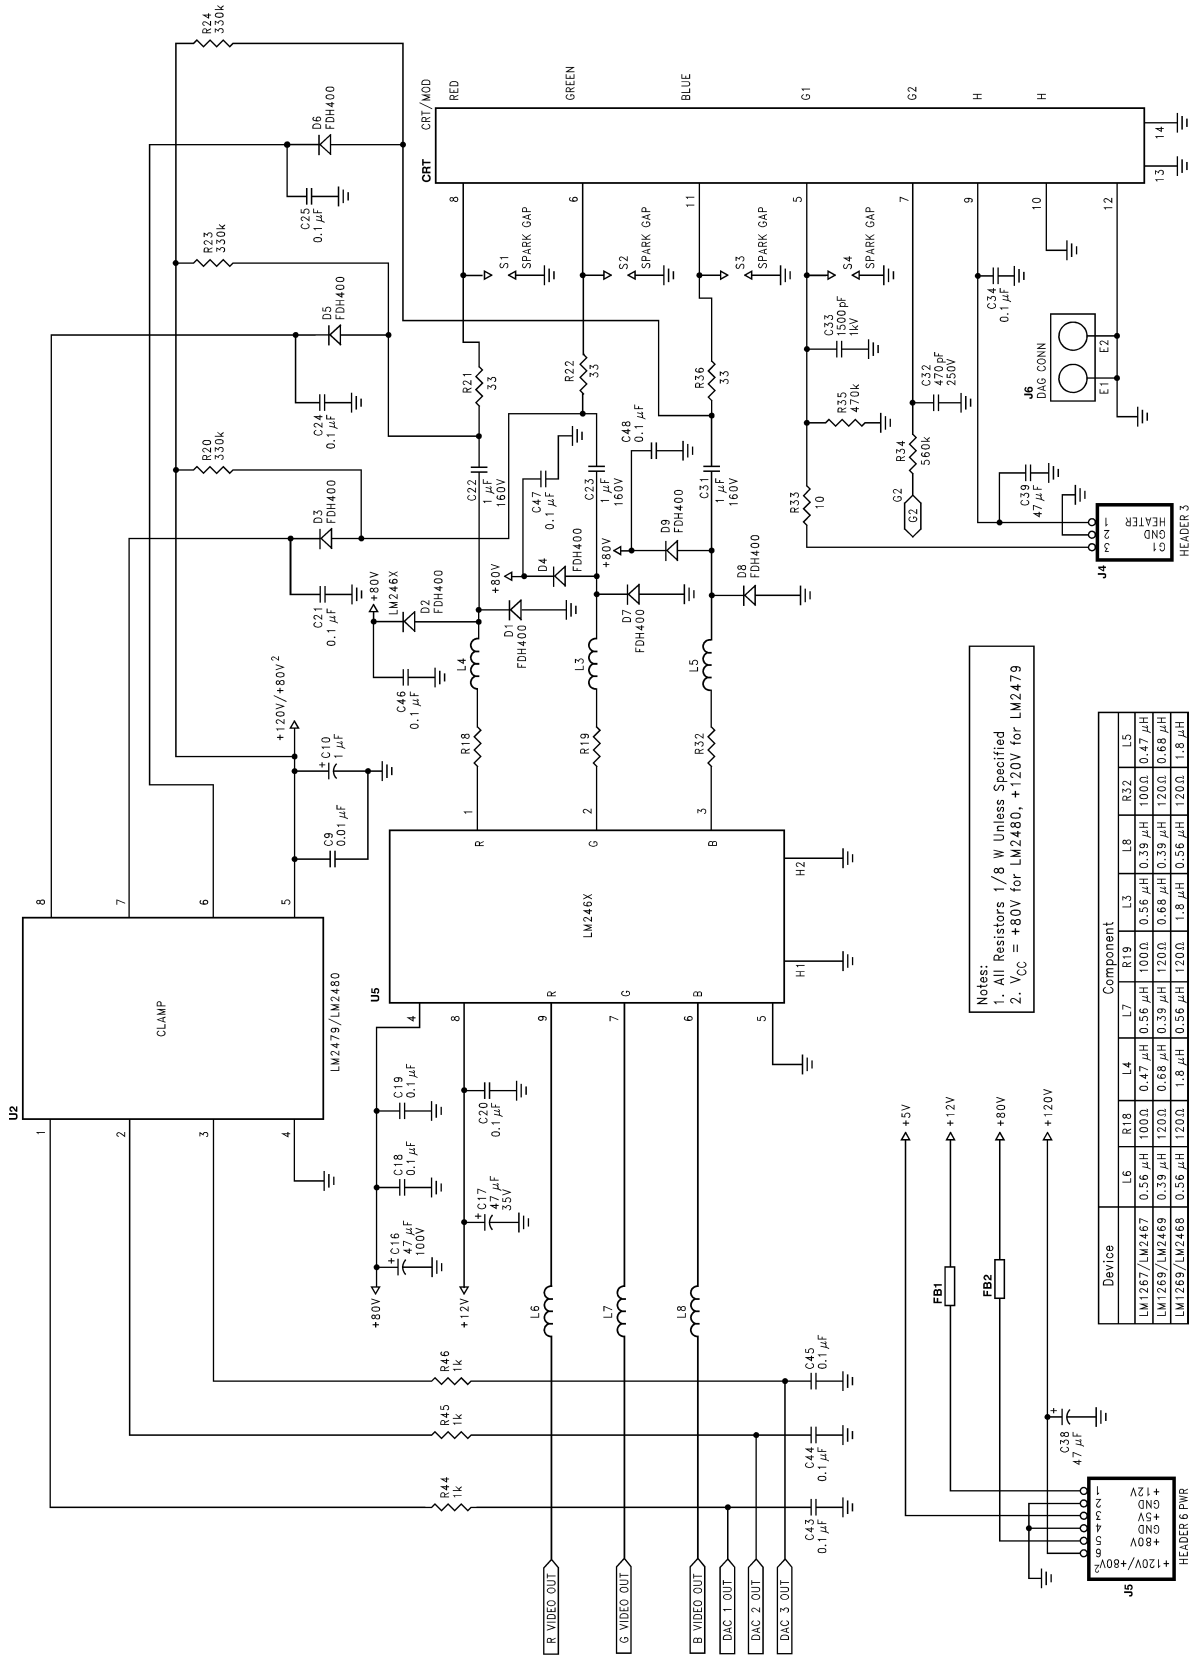 U2
CLAMP
LM2479/LM2480
1
2
3
4
8
7
6
5
R24
330k
D6
FDH400
C25
0.1 µF
R23
330k
D5
FDH400
C24
0.1 µF
R20
330k
D3
FDH400
C21
0.1 µF
+120V/+80V²
+ C10
1 µF
C9
0.01 µF
CRT/MOD
CRT
RED
GREEN
BLUE
G1
G2
H
H
8
6
11
5
7
9
10
12
13
14
S1
SPARK GAP
S2
SPARK GAP
S3
SPARK GAP
S4
SPARK GAP
R21
33
R22
33
R36
33
C33
1500pF
1kV
R35
470k
C32
470pF
250V
R34
560k
G2
G2
R33
10
C34
0.1 µF
J6
DAG CONN
E1
E2
C39
47 µF
J4
HEADER 3
1
2
3
HEATER
GND
G1
C22
1 µF
160V
C47
0.1 µF
C23
1 µF
160V
C48
0.1 µF
C31
1 µF
160V
+80V
LM246X
D2
FDH400
C46
0.1 µF
D1
FDH400
+80V
D4
FDH400
D7
FDH400
+80V
D9
FDH400
D8
FDH400
L4
L3
L5
R18
R19
R32
U5
LM246X
R
G
B
R
G
B
1
2
3
4
8
9
7
6
5
H1
H2
C19
0.1 µF
C18
0.1 µF
+ C16
47 µF
100V
+80V
C20
0.1 µF
+ C17
47 µF
35V
+12V
L6
L7
L8
R46
1k
R45
1k
R44
1k
C45
0.1 µF
C44
0.1 µF
C43
0.1 µF
R VIDEO OUT
G VIDEO OUT
B VIDEO OUT
DAC 1 OUT
DAC 2 OUT
DAC 3 OUT
Notes:
1. All Resistors 1/8 W Unless Specified
2. VCC = +80V for LM2480, +120V for LM2479
+5V
+12V
+80V
+120V
FB1
FB2
+ C38
47 µF
J5
HEADER 6 PWR
1 +12V
2 GND
3 +5V
4 GND
5 +80V
6 +120V/+80V²
Device Component
L6 R18 L4 L7 R19 L3 L8 R32 L5
LM1267/LM2467 0.56 µH 100Ω 0.47 µH 0.56 µH 100Ω 0.56 µH 0.39 µH 100Ω 0.47 µH
LM1269/LM2469 0.39 µH 120Ω 0.68 µH 0.39 µH 120Ω 0.68 µH 0.39 µH 120Ω 0.68 µH
LM1269/LM2468 0.56 µH 120Ω 1.8 µH 0.56 µH 120Ω 1.8 µH 0.56 µH 120Ω 1.8 µH